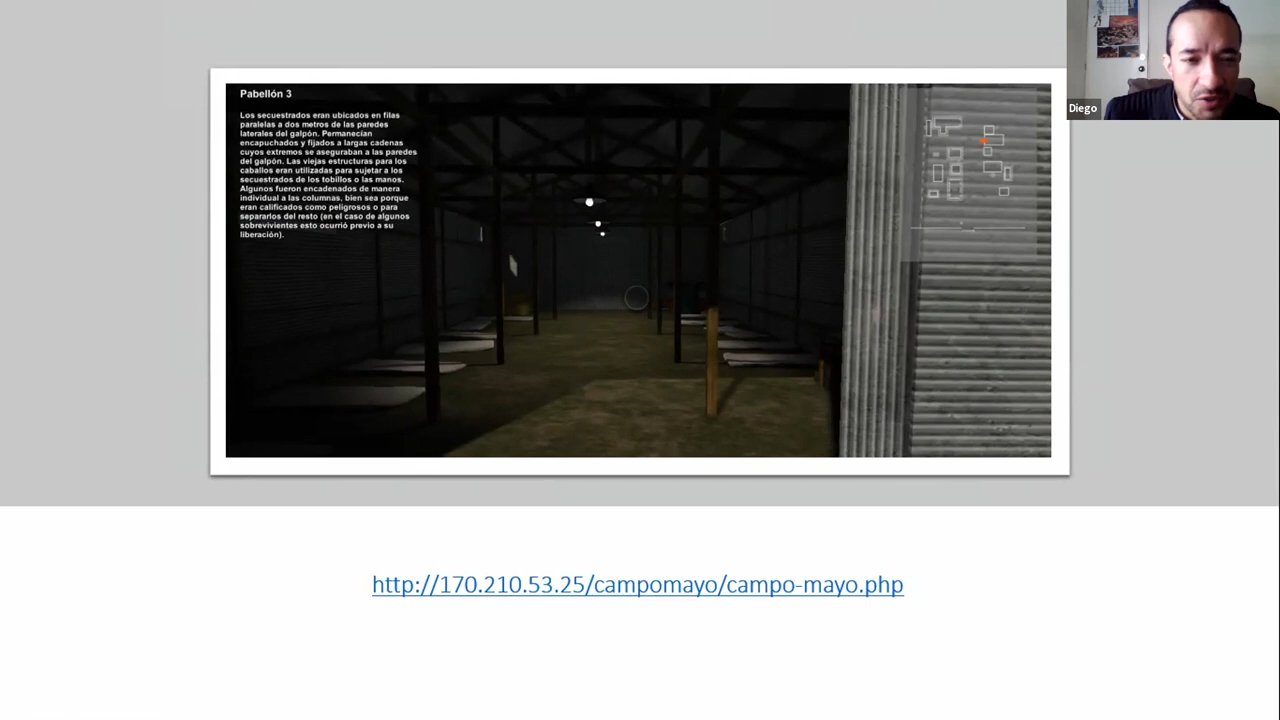 Pabellón 3
Los secuestrados eran ubicados en filas
paralelas a dos metros de las paredes
laterales del galpón. Permanecían
encapuchados y fijados a largas cadenas
cuyos extremos se aseguraban a las paredes
del galpón. Las viejas estructuras para los
caballos eran utilizadas para sujetar a los
secuestrados de los tobillos o las manos.
Algunos fueron encadenados de manera
individual a las columnas, bien sea porque
eran calificados como peligrosos o para
separarlos del resto (en el caso de algunos
sobrevivientes esto ocurrió previo a su
liberación).
Diego
http://170.210.53.25/campomayo/campo-mayo.php